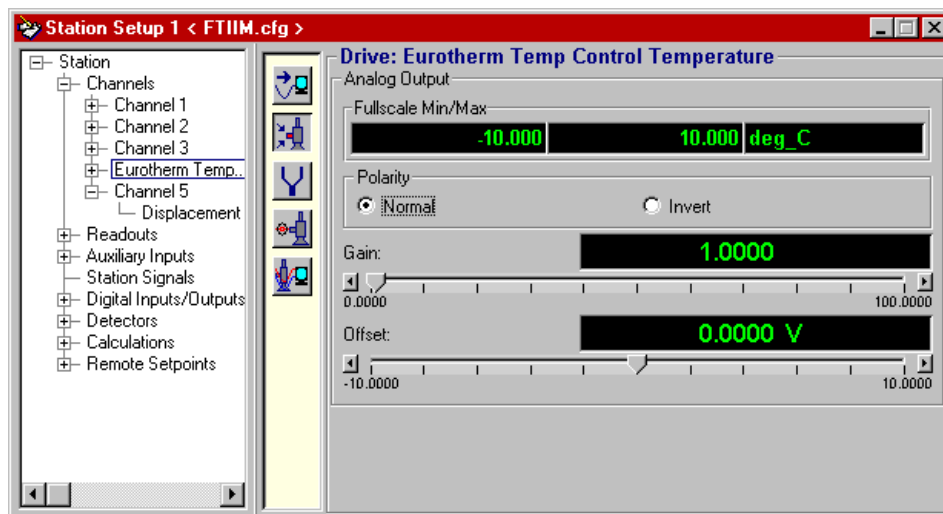 Station Setup 1 < FTIIM.cfg >
Station
Channels
Channel 1
Channel 2
Channel 3
Eurotherm Temp..
Channel 5
Displacement
Readouts
Auxiliary Inputs
Station Signals
Digital Inputs/Outputs
Detectors
Calculations
Remote Setpoints
Drive: Eurotherm Temp Control Temperature
Analog Output
Fullscale Min/Max
-10.000 10.000 deg_C
Polarity
Normal Invert
Gain: 1.0000
0.0000 100.0000
Offset: 0.0000 V
-10.0000 10.0000